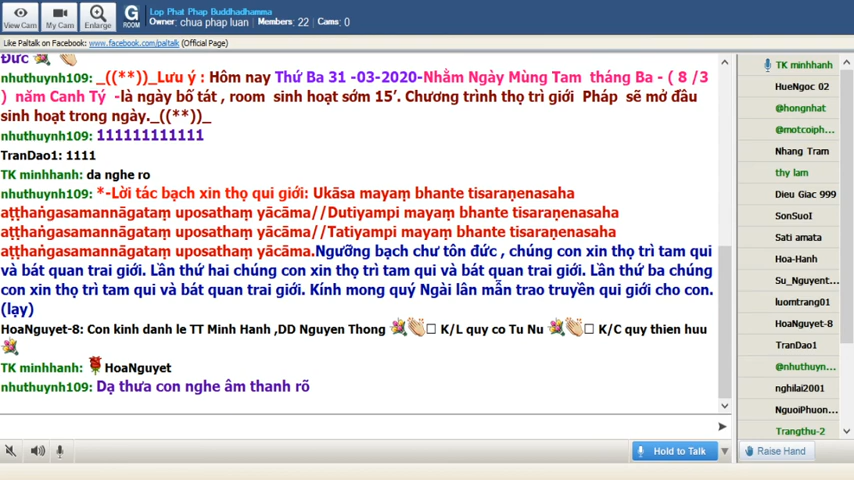 View Cam
My Cam
Enlarge
G
ROOM
Lop Phat Phap Buddhadhamma
Owner: chua phap luan Members: 22 Cams: 0
Like Paltalk on Facebook: www.facebook.com/paltalk (Official Page)
Đức
nhuthuynh109: _((**))_Lưu ý : Hôm nay Thứ Ba 31 -03-2020-Nhằm Ngày Mùng Tam tháng Ba - ( 8 /3
) năm Canh Tý -là ngày bố tát , room sinh hoạt sớm 15’. Chương trình thọ trì giới Pháp sẽ mở đâu
sinh hoạt trong ngày._((**))_
nhuthuynh109: 111111111111
TranDao1: 1111
TK minhhanh: da nghe ro
nhuthuynh109: *-Lời tác bạch xin thọ qui giới: Ukāsa mayaṃ bhante tisaraṇenasaha
aṭṭhaṅgasamannāgataṃ uposathaṃ yācāma//Dutiyampi mayaṃ bhante tisaraṇenasaha
aṭṭhaṅgasamannāgataṃ uposathaṃ yācāma//Tatiyampi mayaṃ bhante tisaraṇenasaha
aṭṭhaṅgasamannāgataṃ uposathaṃ yācāma.Ngưỡng bạch chư tôn đức , chúng con xin thọ trì tam qui
và bát quan trai giới. Lần thứ hai chúng con xin thọ trì tam qui và bát quan trai giới. Lần thứ ba chúng
con xin thọ trì tam qui và bát quan trai giới. Kính mong quý Ngài lân mẫn trao truyền qui giới cho con.
(lạy)
HoaNguyet-8: Con kinh danh le TT Minh Hanh ,DD Nguyen Thong K/L quy co Tu Nu K/C quy thien huu
TK minhhanh: HoaNguyet
nhuthuynh109: Dạ thưa con nghe âm thanh rõ
Hold to Talk
TK minhhanh
HueNgoc 02
@hongnhat
@motcoiph...
Nhang Tram
thy lam
Dieu Giac 999
SonSuoI
Sati amata
Hoa-Hanh
Su_Nguyent...
luomtrang01
HoaNguyet-8
TranDao1
@nhuthuyn...
nghilai2001
NguoiPhuon...
Trangthu-2
Raise Hand